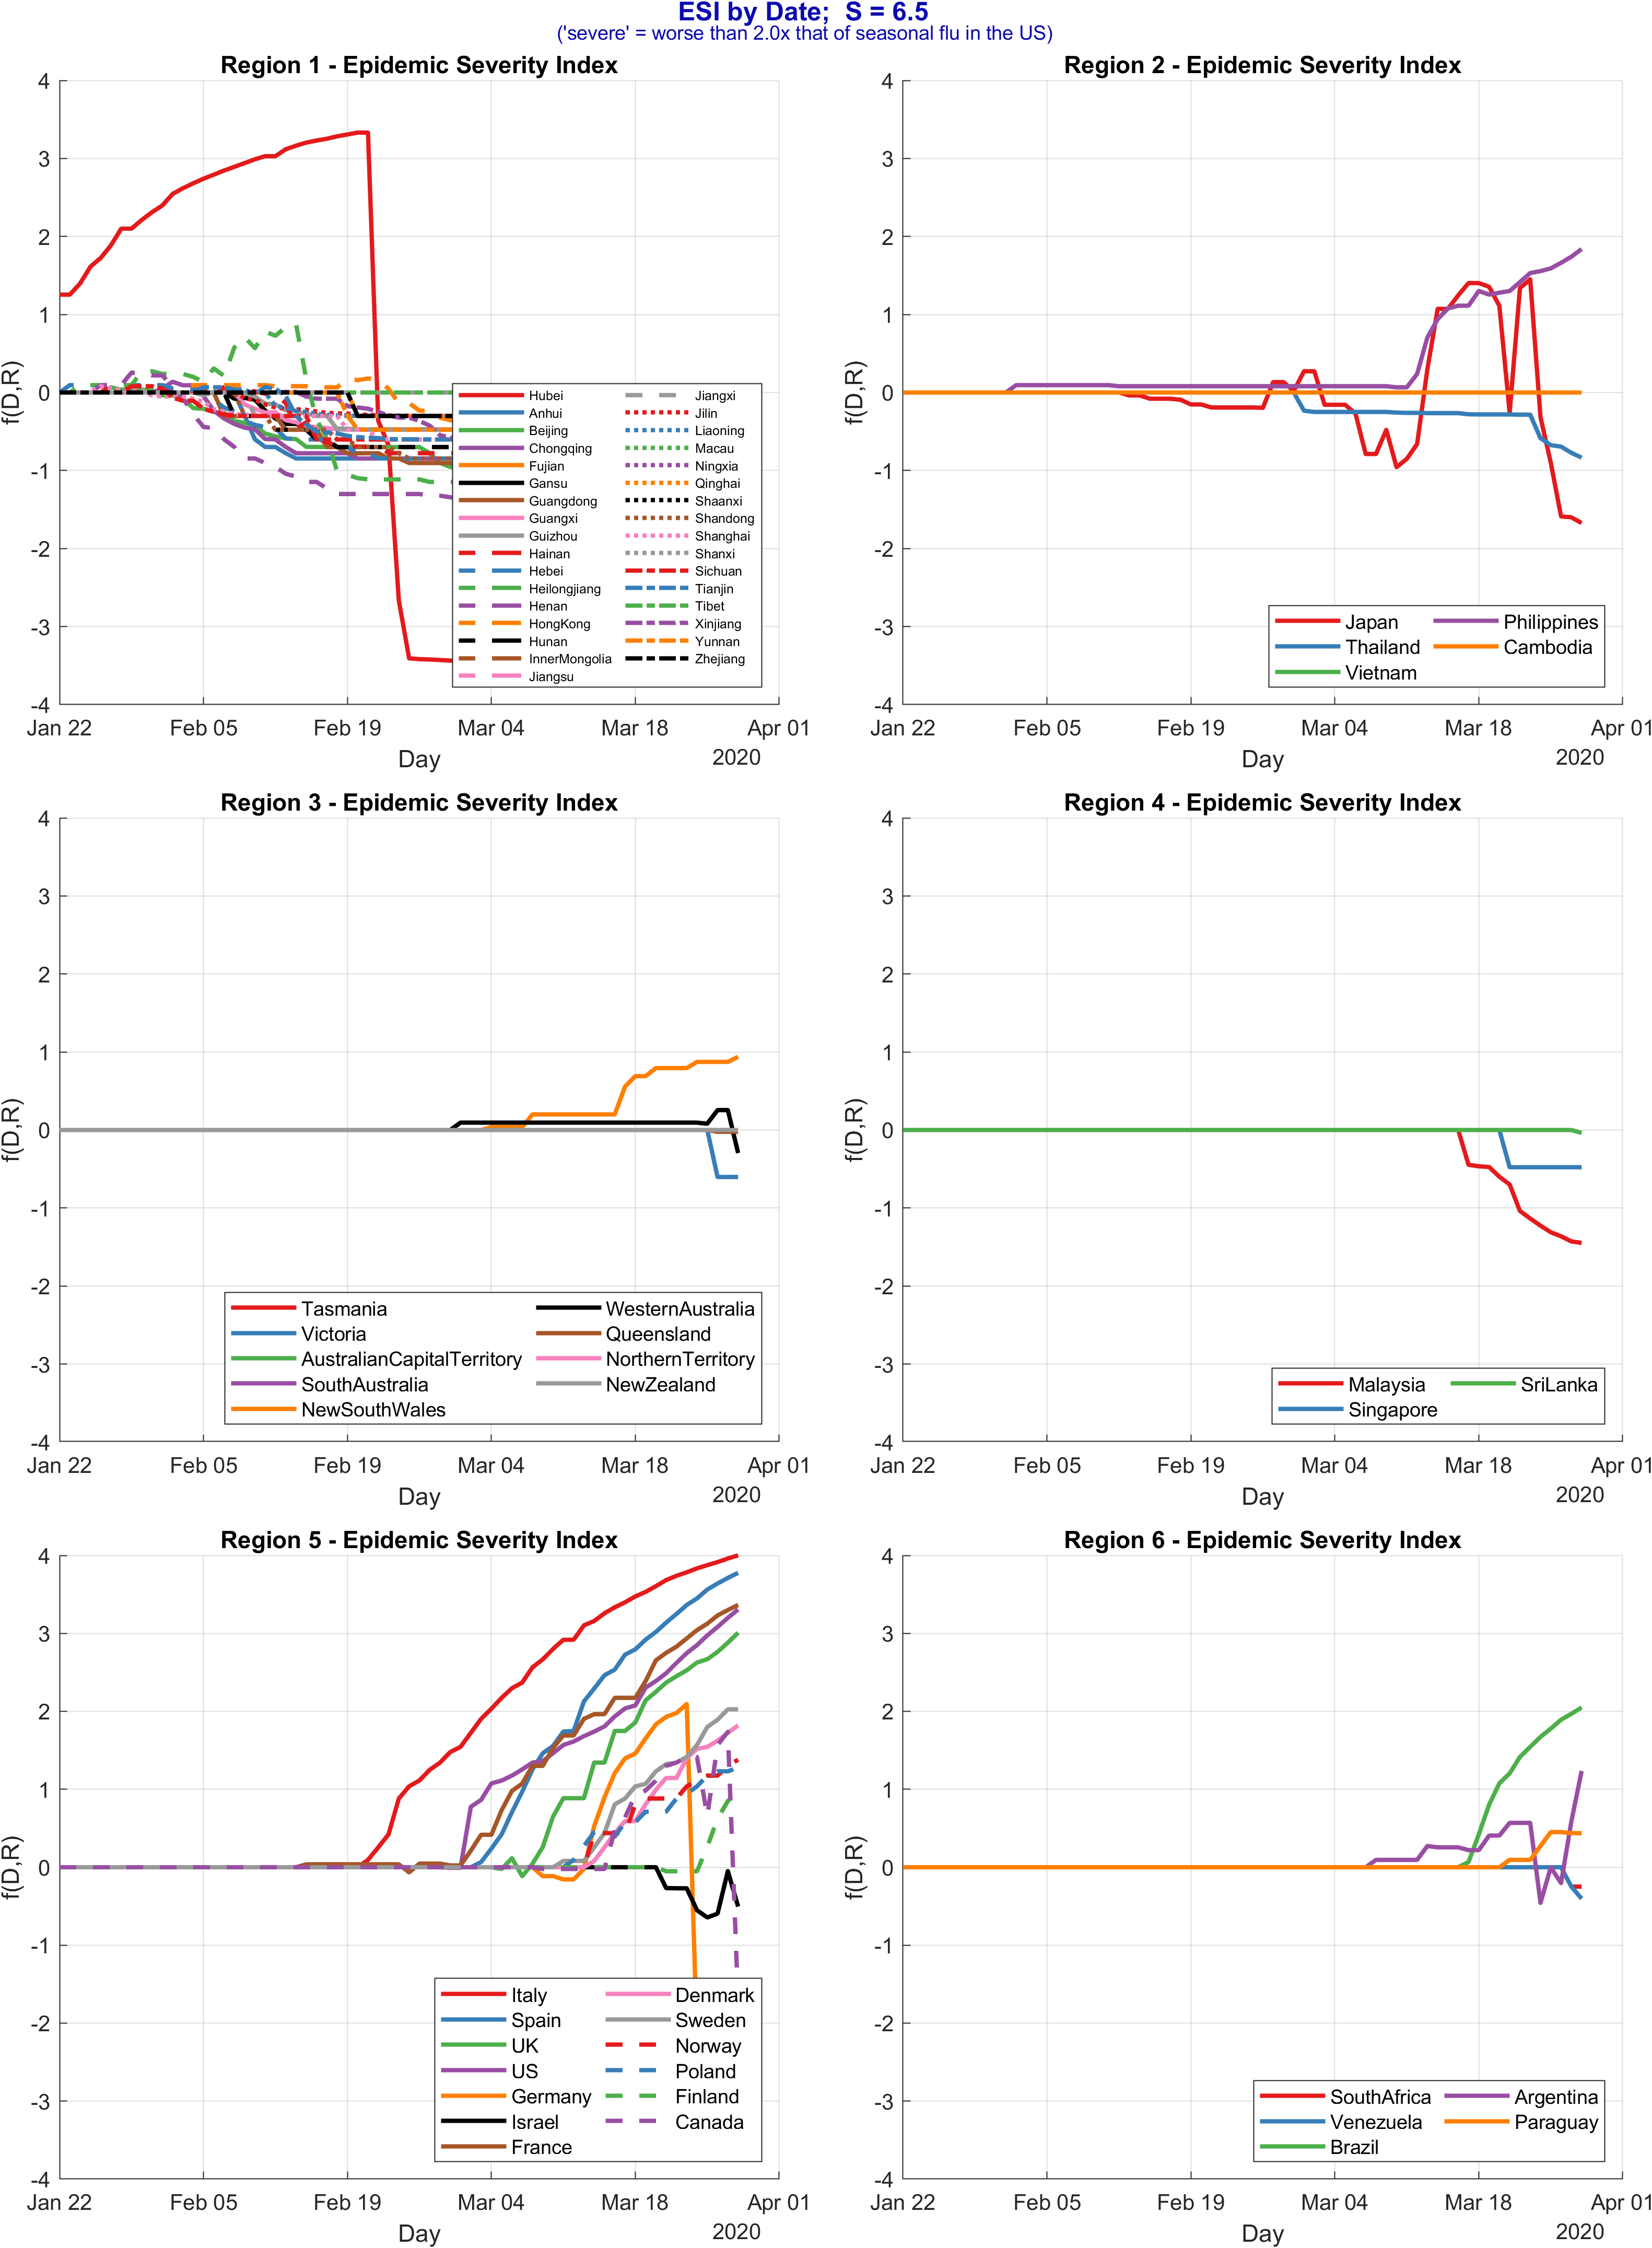 ESI by Date;  S = 6.5
('severe' = worse than 2.0x that of seasonal flu in the US)
Region 1 - Epidemic Severity Index
4
3
2
1
0
-1
-2
-3
-4
f(D,R)
Hubei
Anhui
Beijing
Chongqing
Fujian
Gansu
Guangdong
Guangxi
Guizhou
Hainan
Hebei
Heilongjiang
Henan
HongKong
Hunan
InnerMongolia
Jiangsu
Jiangxi
Jilin
Liaoning
Macau
Ningxia
Qinghai
Shaanxi
Shandong
Shanghai
Shanxi
Sichuan
Tianjin
Tibet
Xinjiang
Yunnan
Zhejiang
Jan 22 Feb 05 Feb 19 Mar 04 Mar 18 Apr 01
Day
2020
Region 2 - Epidemic Severity Index
4
3
2
1
0
-1
-2
-3
-4
f(D,R)
Japan
Thailand
Vietnam
Philippines
Cambodia
Jan 22 Feb 05 Feb 19 Mar 04 Mar 18 Apr 01
Day
2020
Region 3 - Epidemic Severity Index
4
3
2
1
0
-1
-2
-3
-4
f(D,R)
Tasmania
Victoria
AustralianCapitalTerritory
SouthAustralia
NewSouthWales
WesternAustralia
Queensland
NorthernTerritory
NewZealand
Jan 22 Feb 05 Feb 19 Mar 04 Mar 18 Apr 01
Day
2020
Region 4 - Epidemic Severity Index
4
3
2
1
0
-1
-2
-3
-4
f(D,R)
Malaysia
Singapore
SriLanka
Jan 22 Feb 05 Feb 19 Mar 04 Mar 18 Apr 01
Day
2020
Region 5 - Epidemic Severity Index
4
3
2
1
0
-1
-2
-3
-4
f(D,R)
Italy
Spain
UK
US
Germany
Israel
France
Denmark
Sweden
Norway
Poland
Finland
Canada
Jan 22 Feb 05 Feb 19 Mar 04 Mar 18 Apr 01
Day
2020
Region 6 - Epidemic Severity Index
4
3
2
1
0
-1
-2
-3
-4
f(D,R)
SouthAfrica
Venezuela
Brazil
Argentina
Paraguay
Jan 22 Feb 05 Feb 19 Mar 04 Mar 18 Apr 01
Day
2020